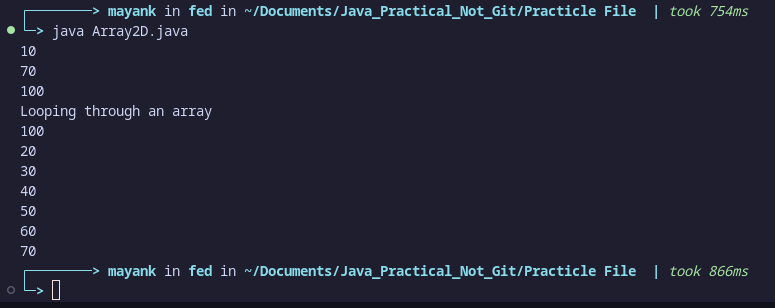 ┌────────> mayank in fed in ~/Documents/Java_Practical_Not_Git/Practicle File | took 754ms
└─> java Array2D.java
10
70
100
Looping through an array
100
20
30
40
50
60
70
┌────────> mayank in fed in ~/Documents/Java_Practical_Not_Git/Practicle File | took 866ms
└─>